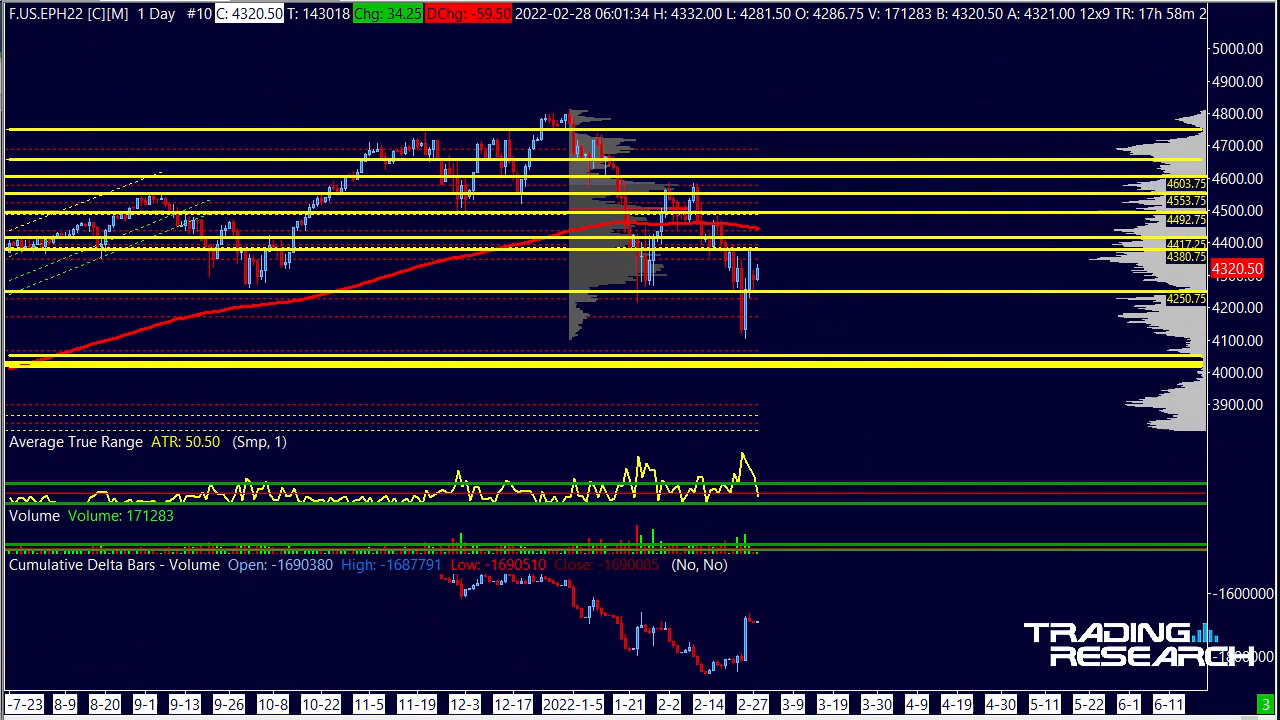 F.US.EPH22 [C][M] 1 Day #10 C: 4320.50 T: 143018 Chg: 34.25 DChg: -59.50 2022-02-28 06:01:34 H: 4332.00 L: 4281.50 O: 4286.75 V: 171283 B: 4320.50 A: 4321.00 12x9 TR: 17h 58m 2
5000.00
4900.00
4800.00
4700.00
4600.00
4603.75
4553.75
4500.00
4492.75
4400.00
4417.25
4380.75
4320.50
4250.75
4200.00
4100.00
4000.00
3900.00
Average True Range ATR: 50.50 (Smp, 1)
Volume Volume: 171283
Cumulative Delta Bars - Volume Open: -1690380 High: -1687791 Low: -1690510 Close: -1690085 (No, No)
-1600000
TRADING
RESEARCH
-7-23 8-9 8-20 9-1 9-13 9-26 10-8 10-22 11-5 11-19 12-3 12-17 2022-1-5 1-21 2-2 2-14 2-27 3-9 3-19 3-30 4-9 4-19 4-30 5-11 5-22 6-1 6-11 3